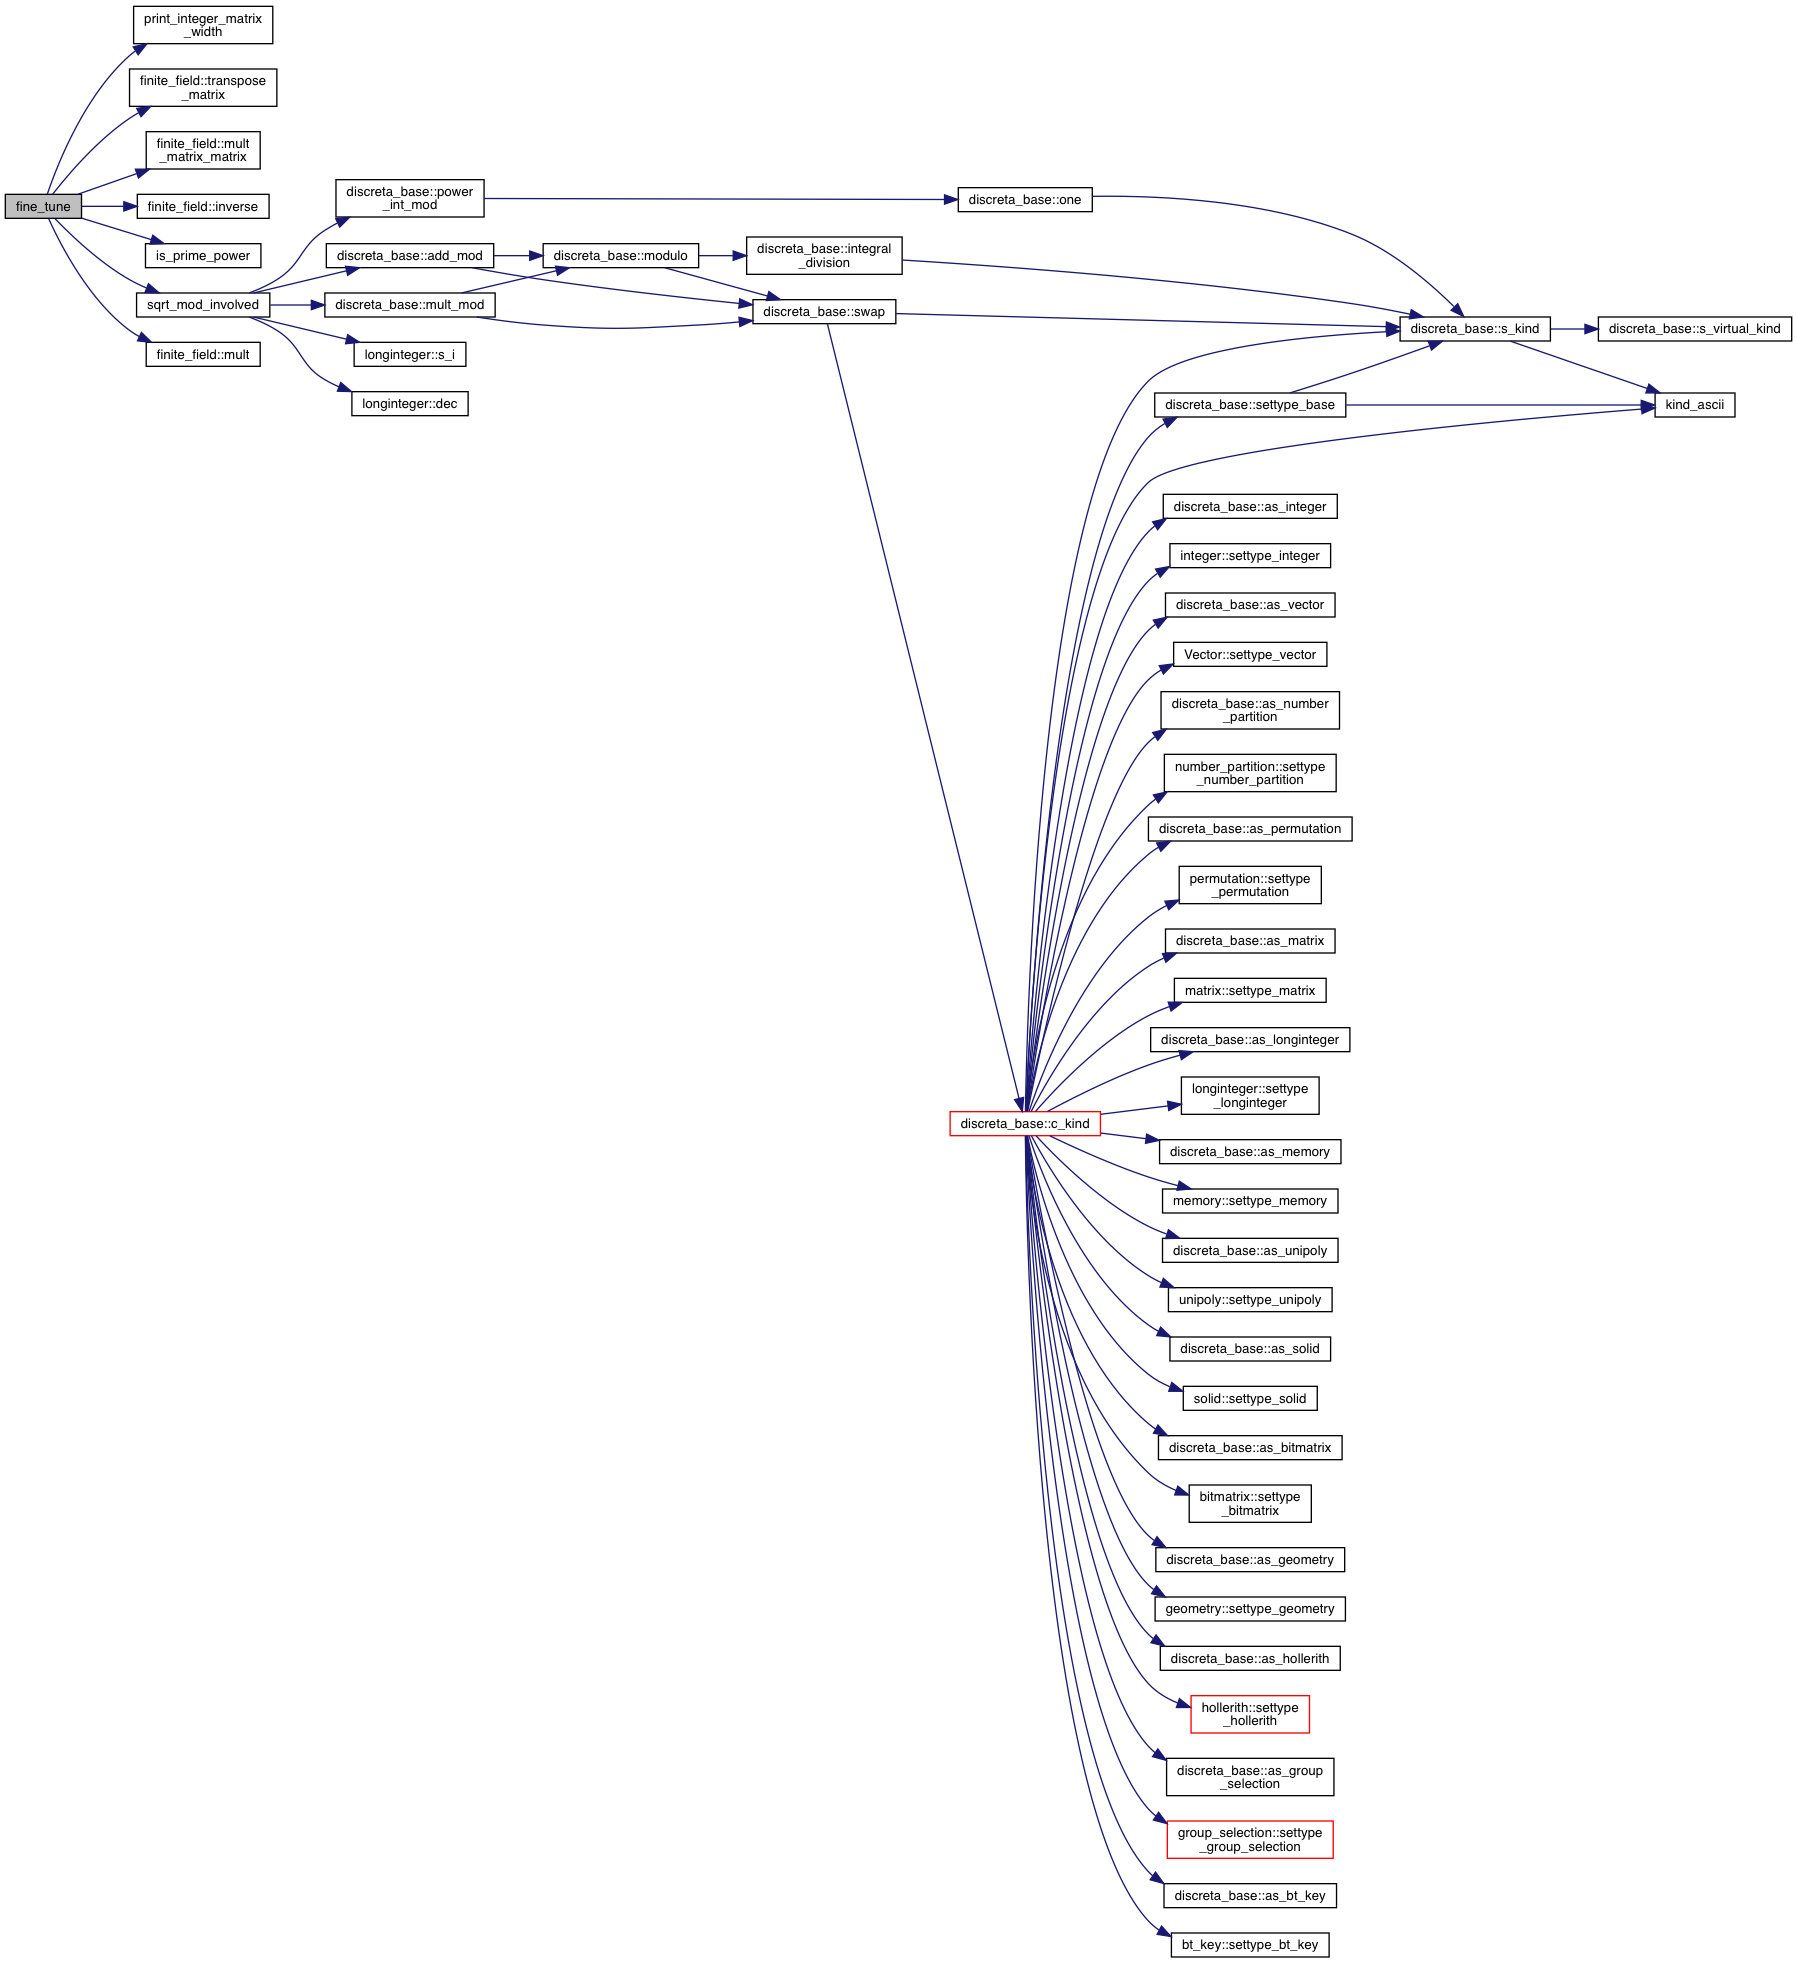 print_integer_matrix
_width
finite_field::transpose
_matrix
finite_field::mult
_matrix_matrix
fine_tune
finite_field::inverse
is_prime_power
sqrt_mod_involved
finite_field::mult
discreta_base::power
_int_mod
discreta_base::add_mod
discreta_base::mult_mod
longinteger::s_i
longinteger::dec
discreta_base::modulo
discreta_base::integral
_division
discreta_base::swap
discreta_base::one
discreta_base::s_kind
discreta_base::s_virtual_kind
discreta_base::settype_base
kind_ascii
discreta_base::as_integer
integer::settype_integer
discreta_base::as_vector
Vector::settype_vector
discreta_base::as_number
_partition
number_partition::settype
_number_partition
discreta_base::as_permutation
permutation::settype
_permutation
discreta_base::as_matrix
matrix::settype_matrix
discreta_base::as_longinteger
longinteger::settype
_longinteger
discreta_base::c_kind
discreta_base::as_memory
memory::settype_memory
discreta_base::as_unipoly
unipoly::settype_unipoly
discreta_base::as_solid
solid::settype_solid
discreta_base::as_bitmatrix
bitmatrix::settype
_bitmatrix
discreta_base::as_geometry
geometry::settype_geometry
discreta_base::as_hollerith
hollerith::settype
_hollerith
discreta_base::as_group
_selection
group_selection::settype
_group_selection
discreta_base::as_bt_key
bt_key::settype_bt_key